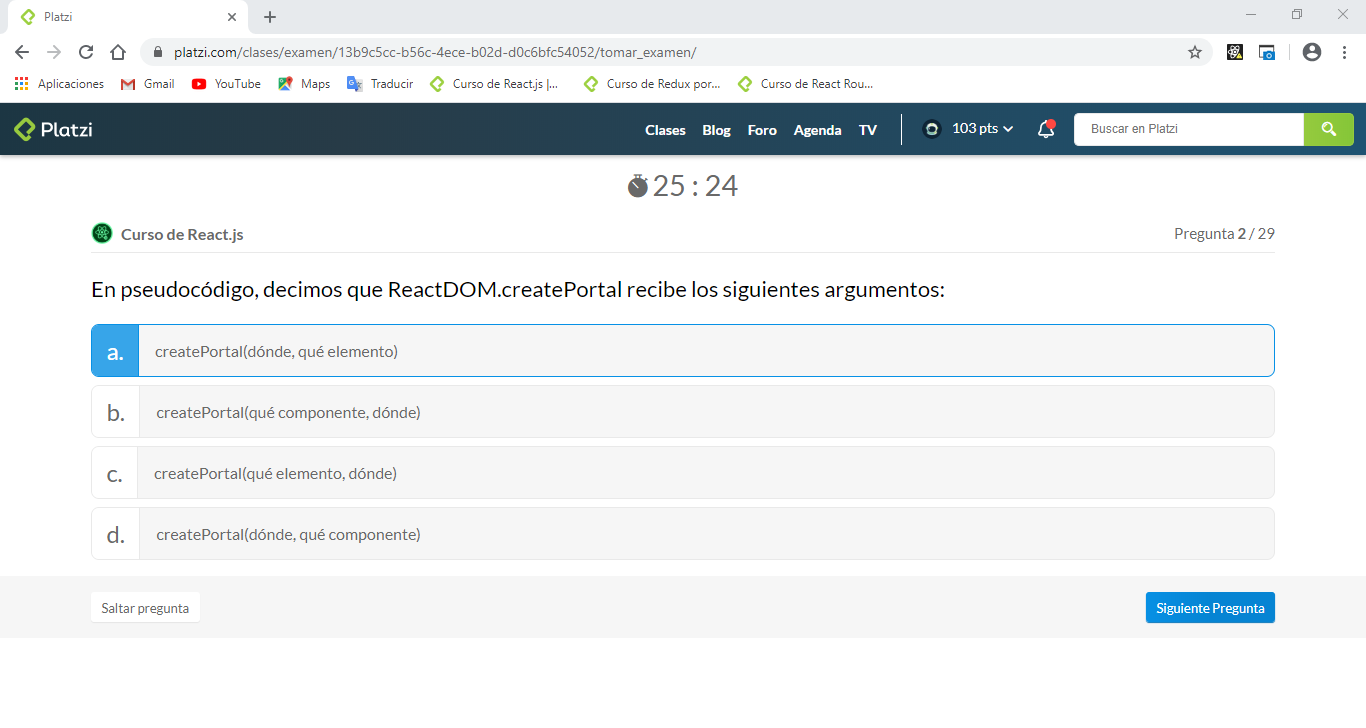 Platzi
platzi.com/clases/examen/13b9c5cc-b56c-4ece-b02d-d0c6bfc54052/tomar_examen/
Aplicaciones Gmail YouTube Maps Traducir Curso de React.js |... Curso de Redux por... Curso de React Rou...
Platzi Clases Blog Foro Agenda TV 103 pts Buscar en Platzi
25 : 24
Curso de React.js Pregunta 2 / 29
En pseudocódigo, decimos que ReactDOM.createPortal recibe los siguientes argumentos:
a. createPortal(dónde, qué elemento)
b. createPortal(qué componente, dónde)
c. createPortal(qué elemento, dónde)
d. createPortal(dónde, qué componente)
Saltar pregunta Siguiente Pregunta